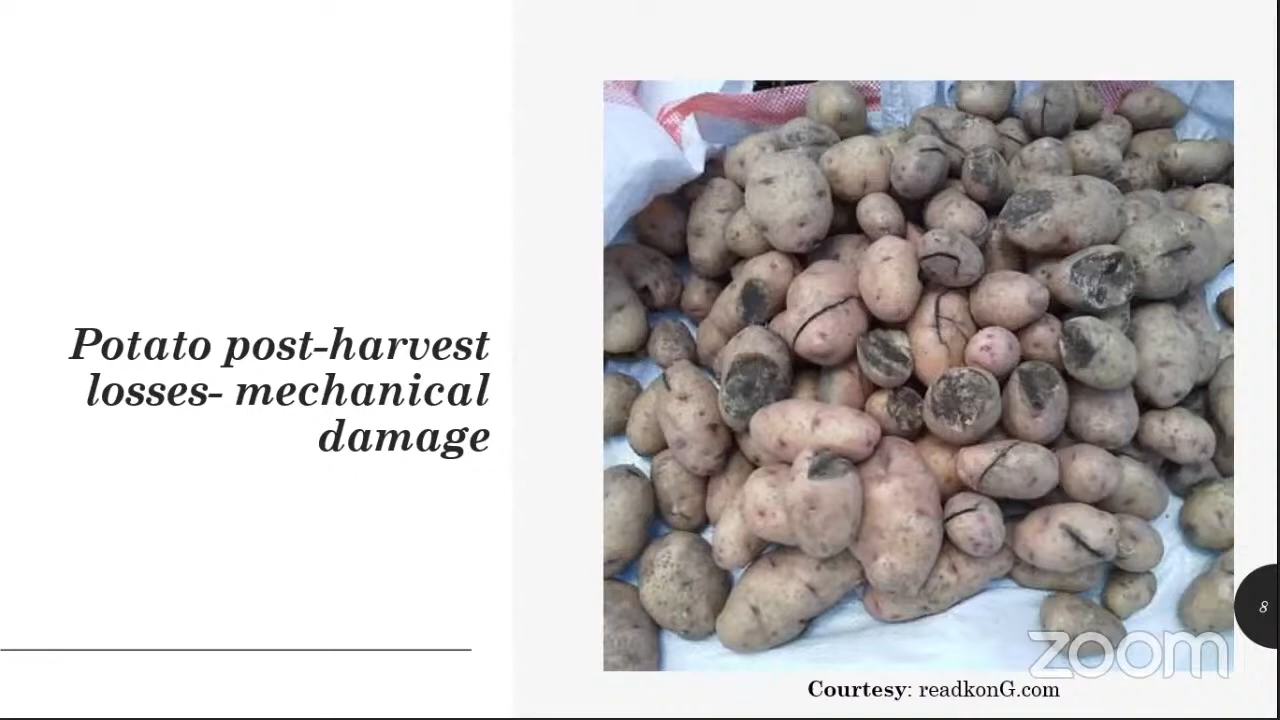 Potato post-harvest
losses- mechanical
damage
8
zoom
Courtesy: readkonG.com